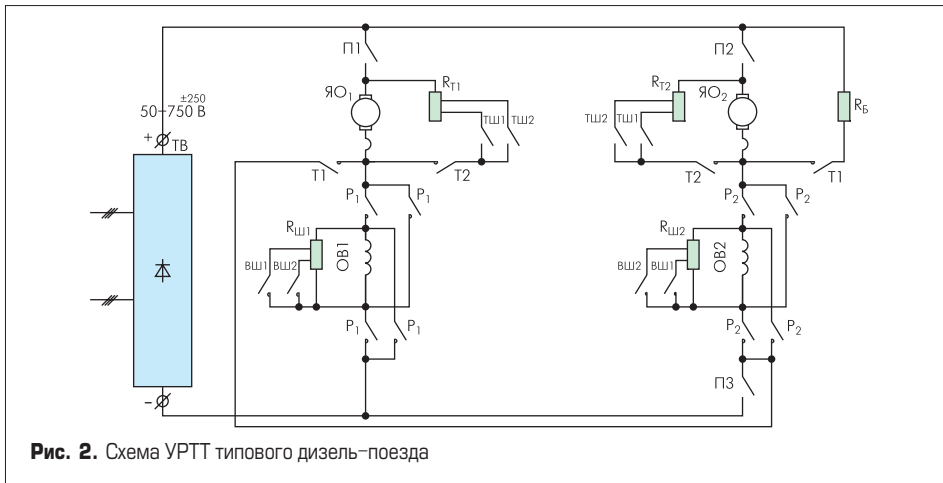 П1
П2
±250
50–750 В
+
ТВ
ЯО1
RТ1
ТШ1
ТШ2
ТШ2
ТШ1
RТ2
ЯО2
RБ
Т1
Т2
Т2
Т1
Р1
Р1
Р2
Р2
RШ1
ВШ1
ВШ2
ОВ1
RШ2
ВШ2
ВШ1
ОВ2
Р1
Р1
Р2
Р2
П3
–
Рис. 2. Схема УРТТ типового дизель–поезда